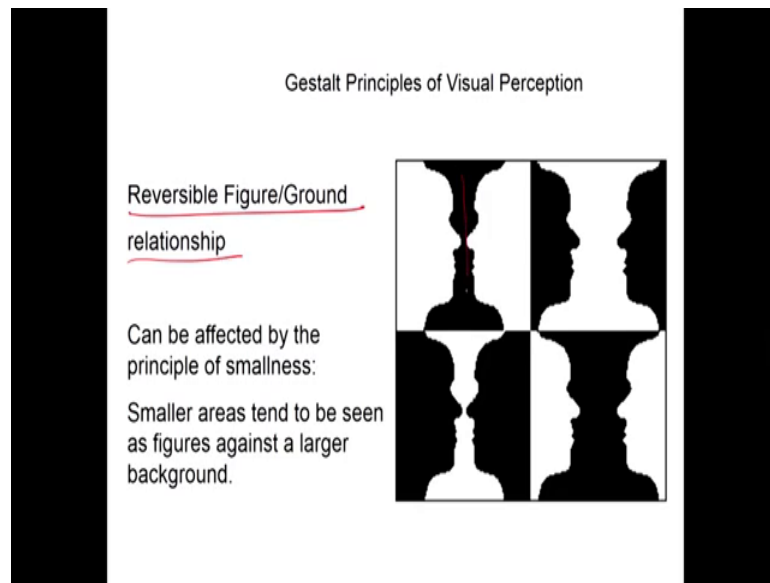 Gestalt Principles of Visual Perception
Reversible Figure/Ground
relationship
Can be affected by the
principle of smallness:
Smaller areas tend to be seen
as figures against a larger
background.